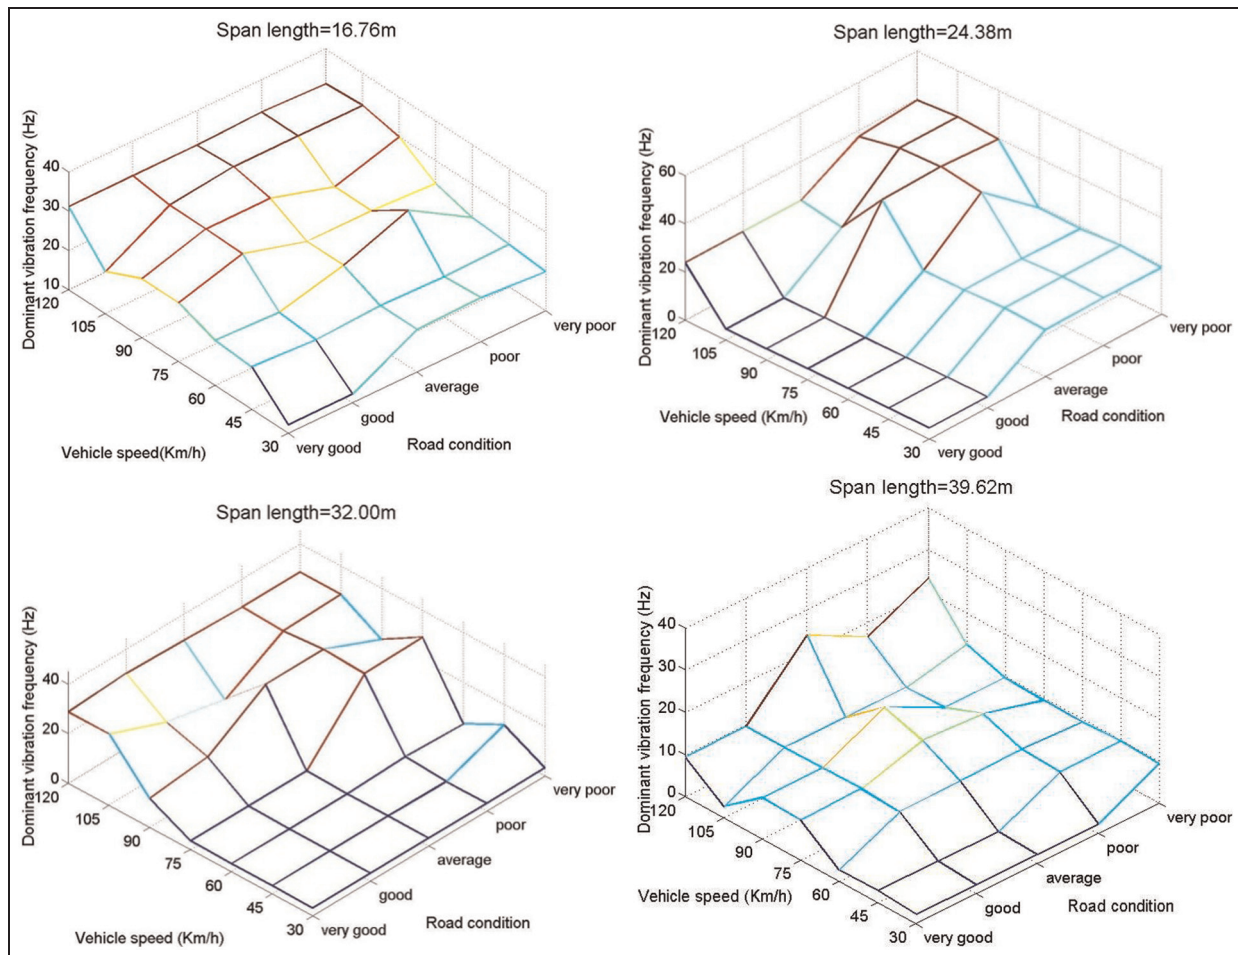 Span length=16.76m
Dominant vibration frequency (Hz)
40
30
20
10
120
105
90
75
60
45
30
Vehicle speed(Km/h)
very good
good
average
poor
very poor
Road condition
Span length=24.38m
Dominant vibration frequency (Hz)
60
40
20
0
120
105
90
75
60
45
30
Vehicle speed (Km/h)
very good
good
average
poor
very poor
Road condition
Span length=32.00m
Dominant vibration frequency (Hz)
40
20
0
120
105
90
75
60
45
30
Vehicle speed (Km/h)
very good
good
average
poor
very poor
Road condition
Span length=39.62m
Dominant vibration frequency (Hz)
40
30
20
10
0
120
105
90
75
60
45
30
Vehicle speed (Km/h)
very good
good
average
poor
very poor
Road condition